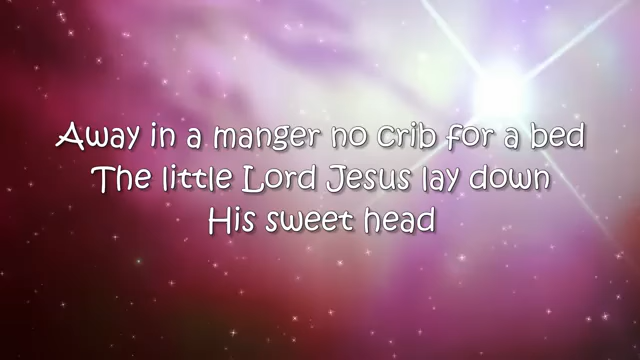 Away in a manger no crib for a bed
The little Lord Jesus lay down
His sweet head